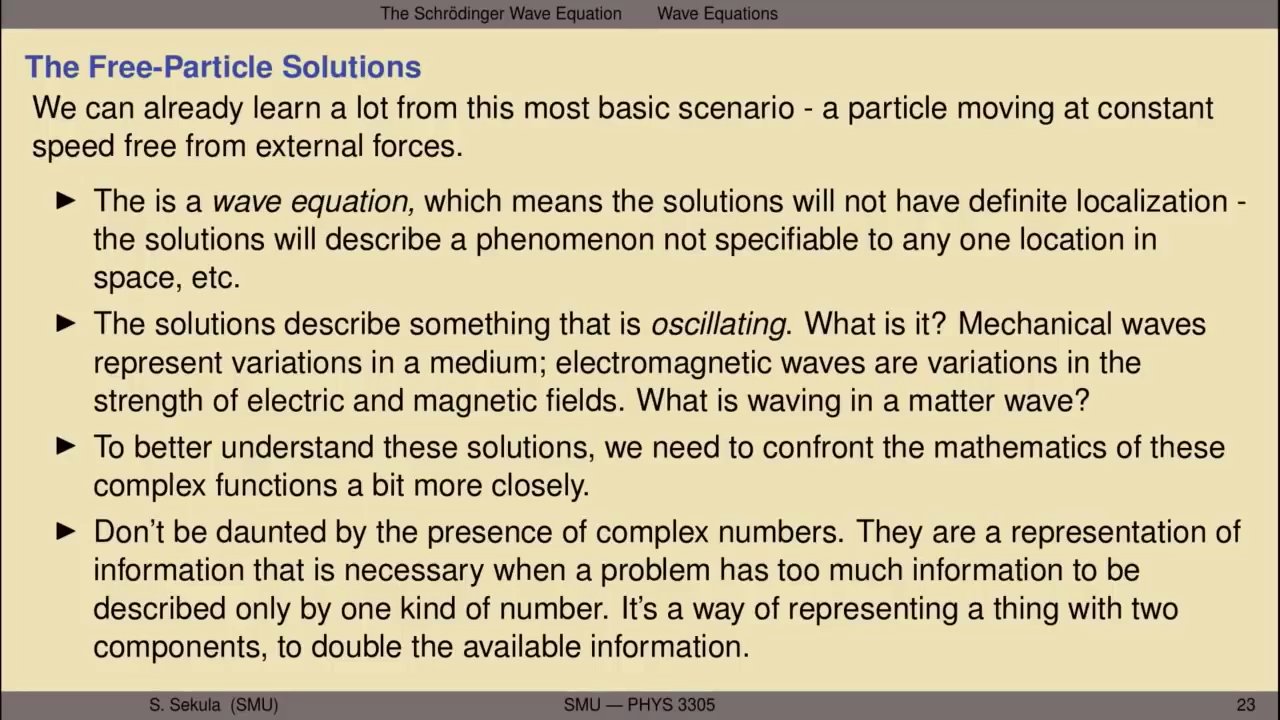 The Schrödinger Wave Equation Wave Equations
The Free-Particle Solutions
We can already learn a lot from this most basic scenario - a particle moving at constant
speed free from external forces.
▶ The is a wave equation, which means the solutions will not have definite localization -
the solutions will describe a phenomenon not specifiable to any one location in
space, etc.
▶ The solutions describe something that is oscillating. What is it? Mechanical waves
represent variations in a medium; electromagnetic waves are variations in the
strength of electric and magnetic fields. What is waving in a matter wave?
▶ To better understand these solutions, we need to confront the mathematics of these
complex functions a bit more closely.
▶ Don't be daunted by the presence of complex numbers. They are a representation of
information that is necessary when a problem has too much information to be
described only by one kind of number. It's a way of representing a thing with two
components, to double the available information.
S. Sekula (SMU) SMU — PHYS 3305 23